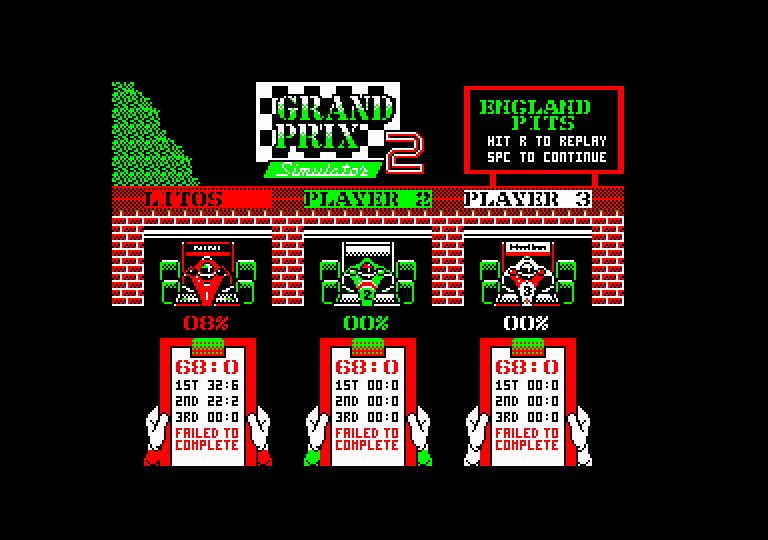 GRAND
PRIX
2
Simulator
ENGLAND
PITS
HIT R TO REPLAY
SPC TO CONTINUE
LITOS
PLAYER 2
PLAYER 3
1
2
3
08%
00%
00%
68:0
1ST 32:6
2ND 22:2
3RD 00:0
FAILED TO
COMPLETE
68:0
1ST 00:0
2ND 00:0
3RD 00:0
FAILED TO
COMPLETE
68:0
1ST 00:0
2ND 00:0
3RD 00:0
FAILED TO
COMPLETE